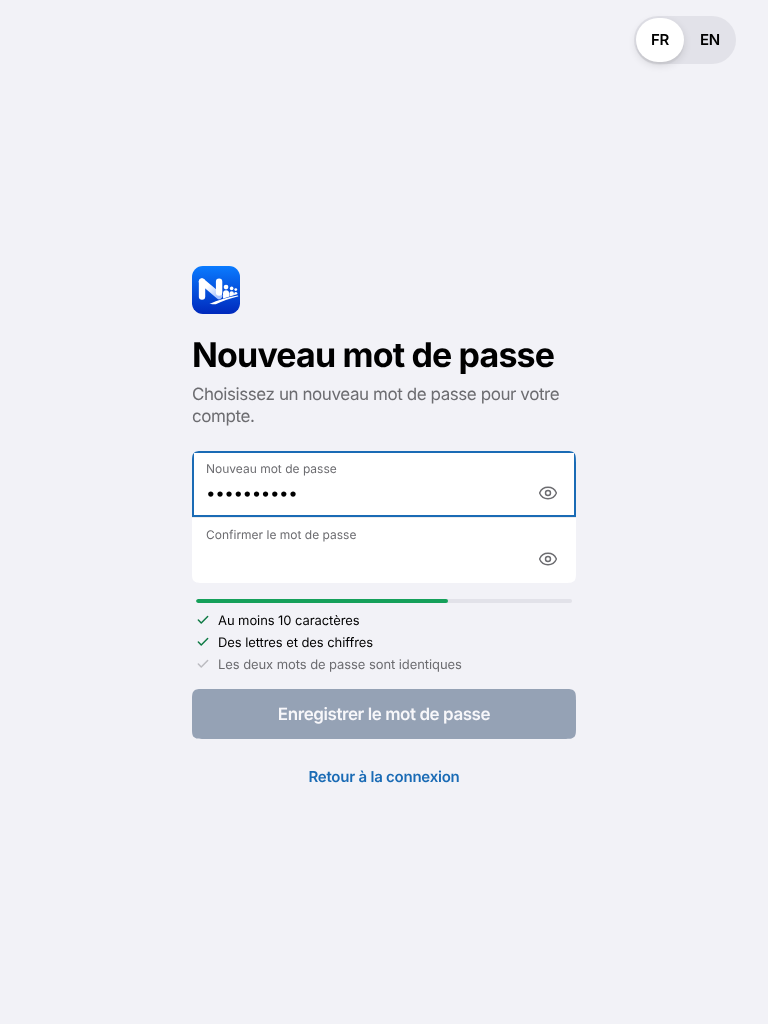 FR EN
N
Nouveau mot de passe
Choisissez un nouveau mot de passe pour votre
compte.
Nouveau mot de passe
••••••••••
Confirmer le mot de passe
Au moins 10 caractères
Des lettres et des chiffres
Les deux mots de passe sont identiques
Enregistrer le mot de passe
Retour à la connexion